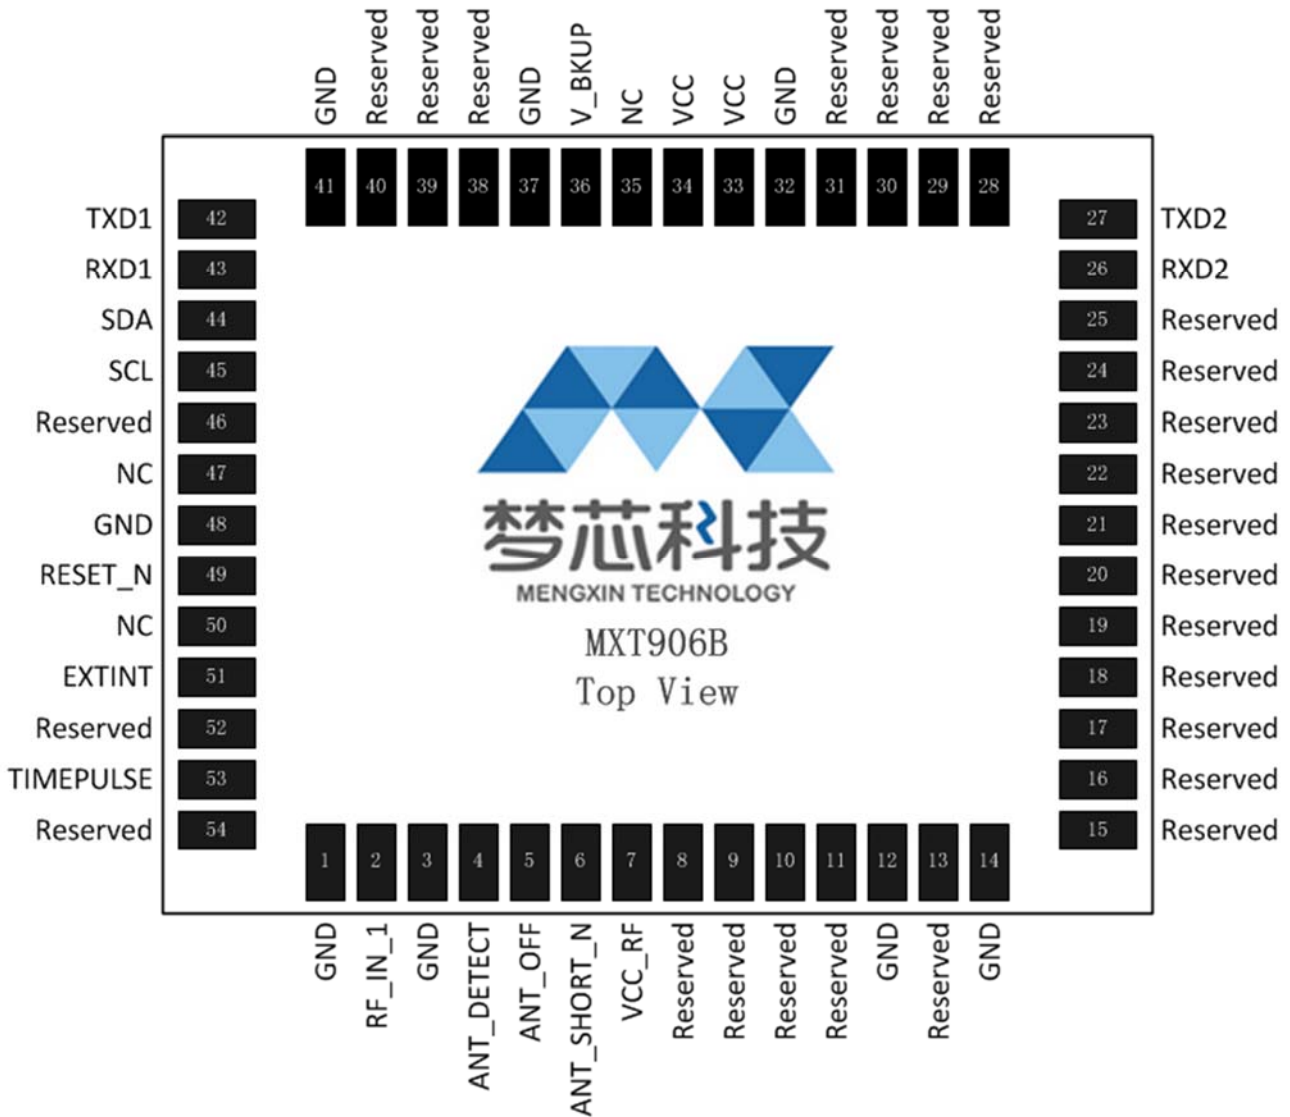 GND Reserved Reserved Reserved GND V_BKUP NC VCC VCC GND Reserved Reserved Reserved Reserved
41 40 39 38 37 36 35 34 33 32 31 30 29 28
TXD1 42 27 TXD2
RXD1 43 26 RXD2
SDA 44 25 Reserved
SCL 45 24 Reserved
Reserved 46 23 Reserved
NC 47 22 Reserved
GND 48 21 Reserved
RESET_N 49 20 Reserved
NC 50 19 Reserved
EXTINT 51 18 Reserved
Reserved 52 17 Reserved
TIMEPULSE 53 16 Reserved
Reserved 54 15 Reserved
梦芯科技
MENGXIN TECHNOLOGY
MXT906B
Top View
1 2 3 4 5 6 7 8 9 10 11 12 13 14
GND RF_IN_1 GND ANT_DETECT ANT_OFF ANT_SHORT_N VCC_RF Reserved Reserved Reserved Reserved GND Reserved GND